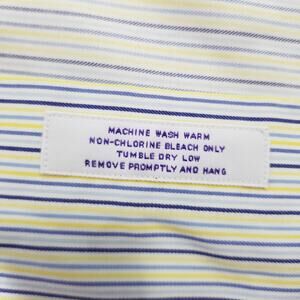 MACHINE WASH WARM
NON-CHLORINE BLEACH ONLY
TUMBLE DRY LOW
REMOVE PROMPTLY AND HANG